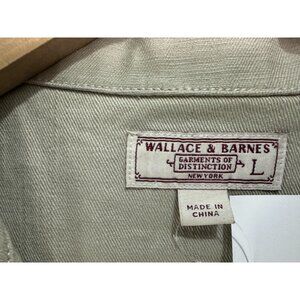 WALLACE & BARNES
GARMENTS OF
DISTINCTION
NEW YORK
L
MADE IN
CHINA